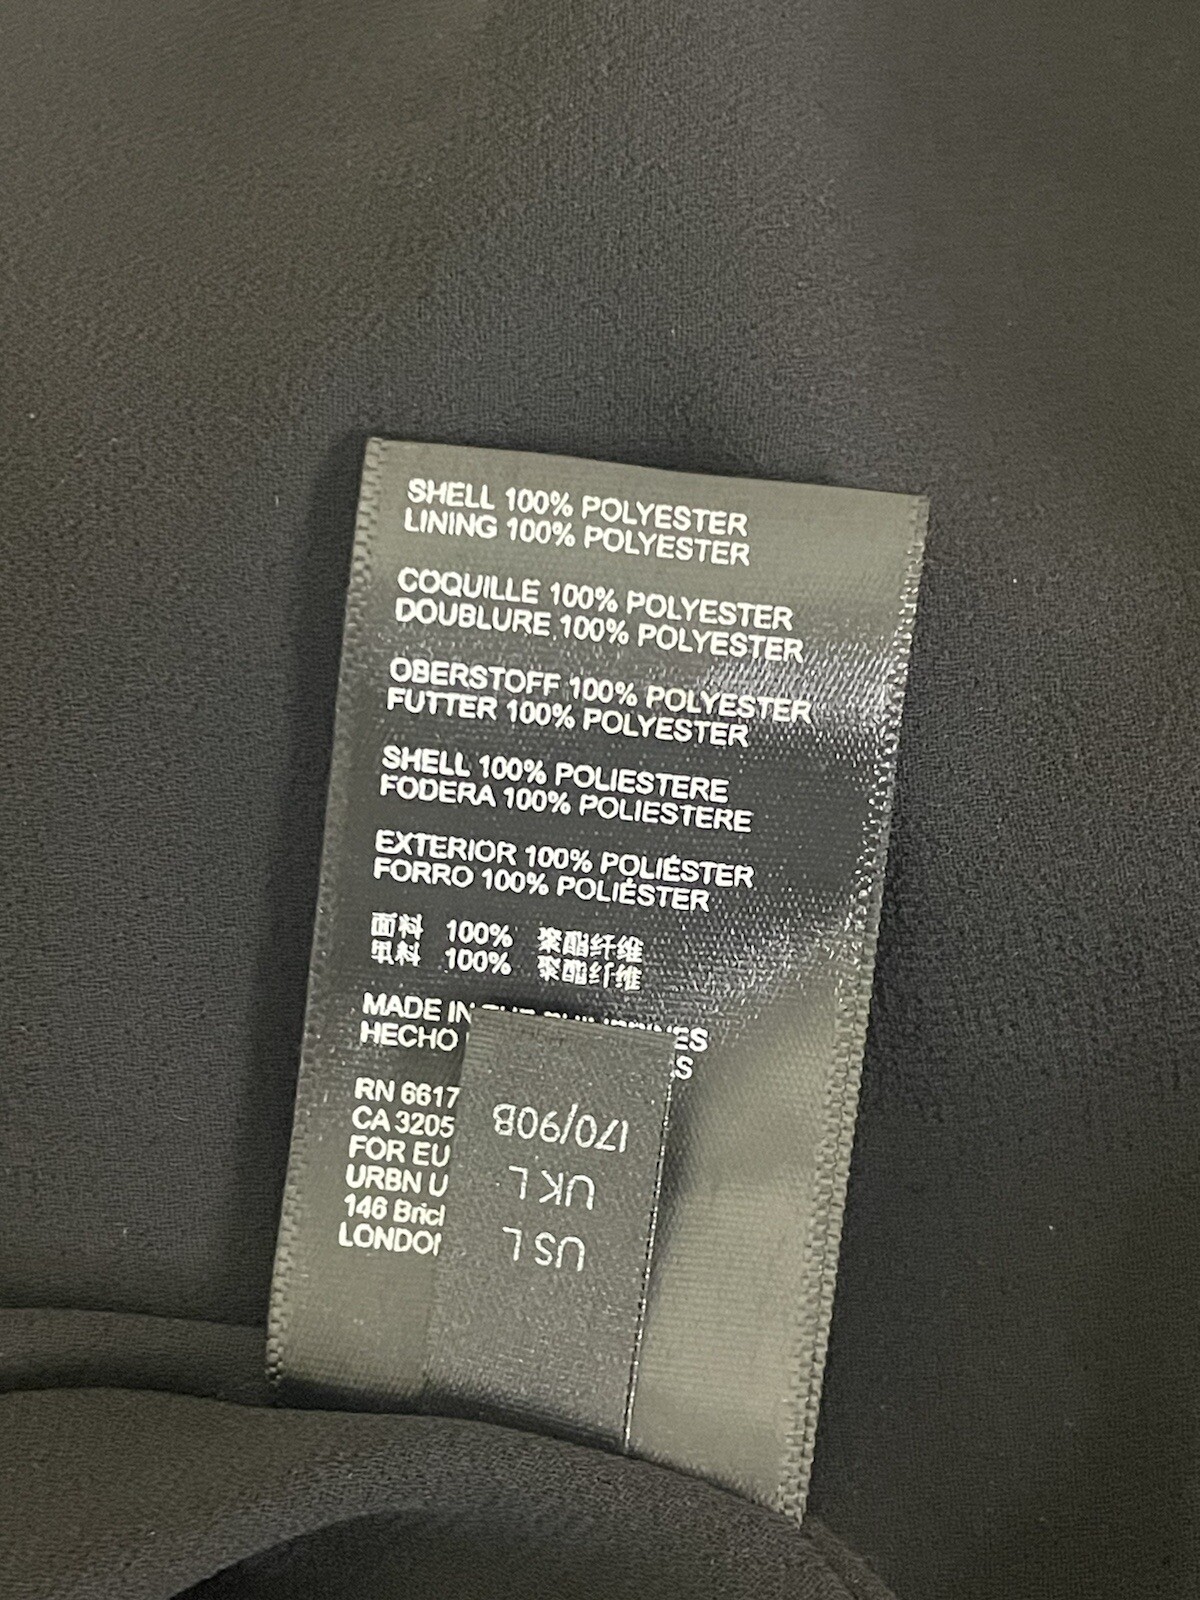 SHELL 100% POLYESTER
LINING 100% POLYESTER
COQUILLE 100% POLYESTER
DOUBLURE 100% POLYESTER
OBERSTOFF 100% POLYESTER
FUTTER 100% POLYESTER
SHELL 100% POLIESTERE
FODERA 100% POLIESTERE
EXTERIOR 100% POLIÉSTER
FORRO 100% POLIÉSTER
面料 100% 聚酯纤维
100% 聚酯纤维
MADE IN
HECHO
RN 6617
CA 3205
FOR EU
URBN U
146
US L
UK L
170/90B